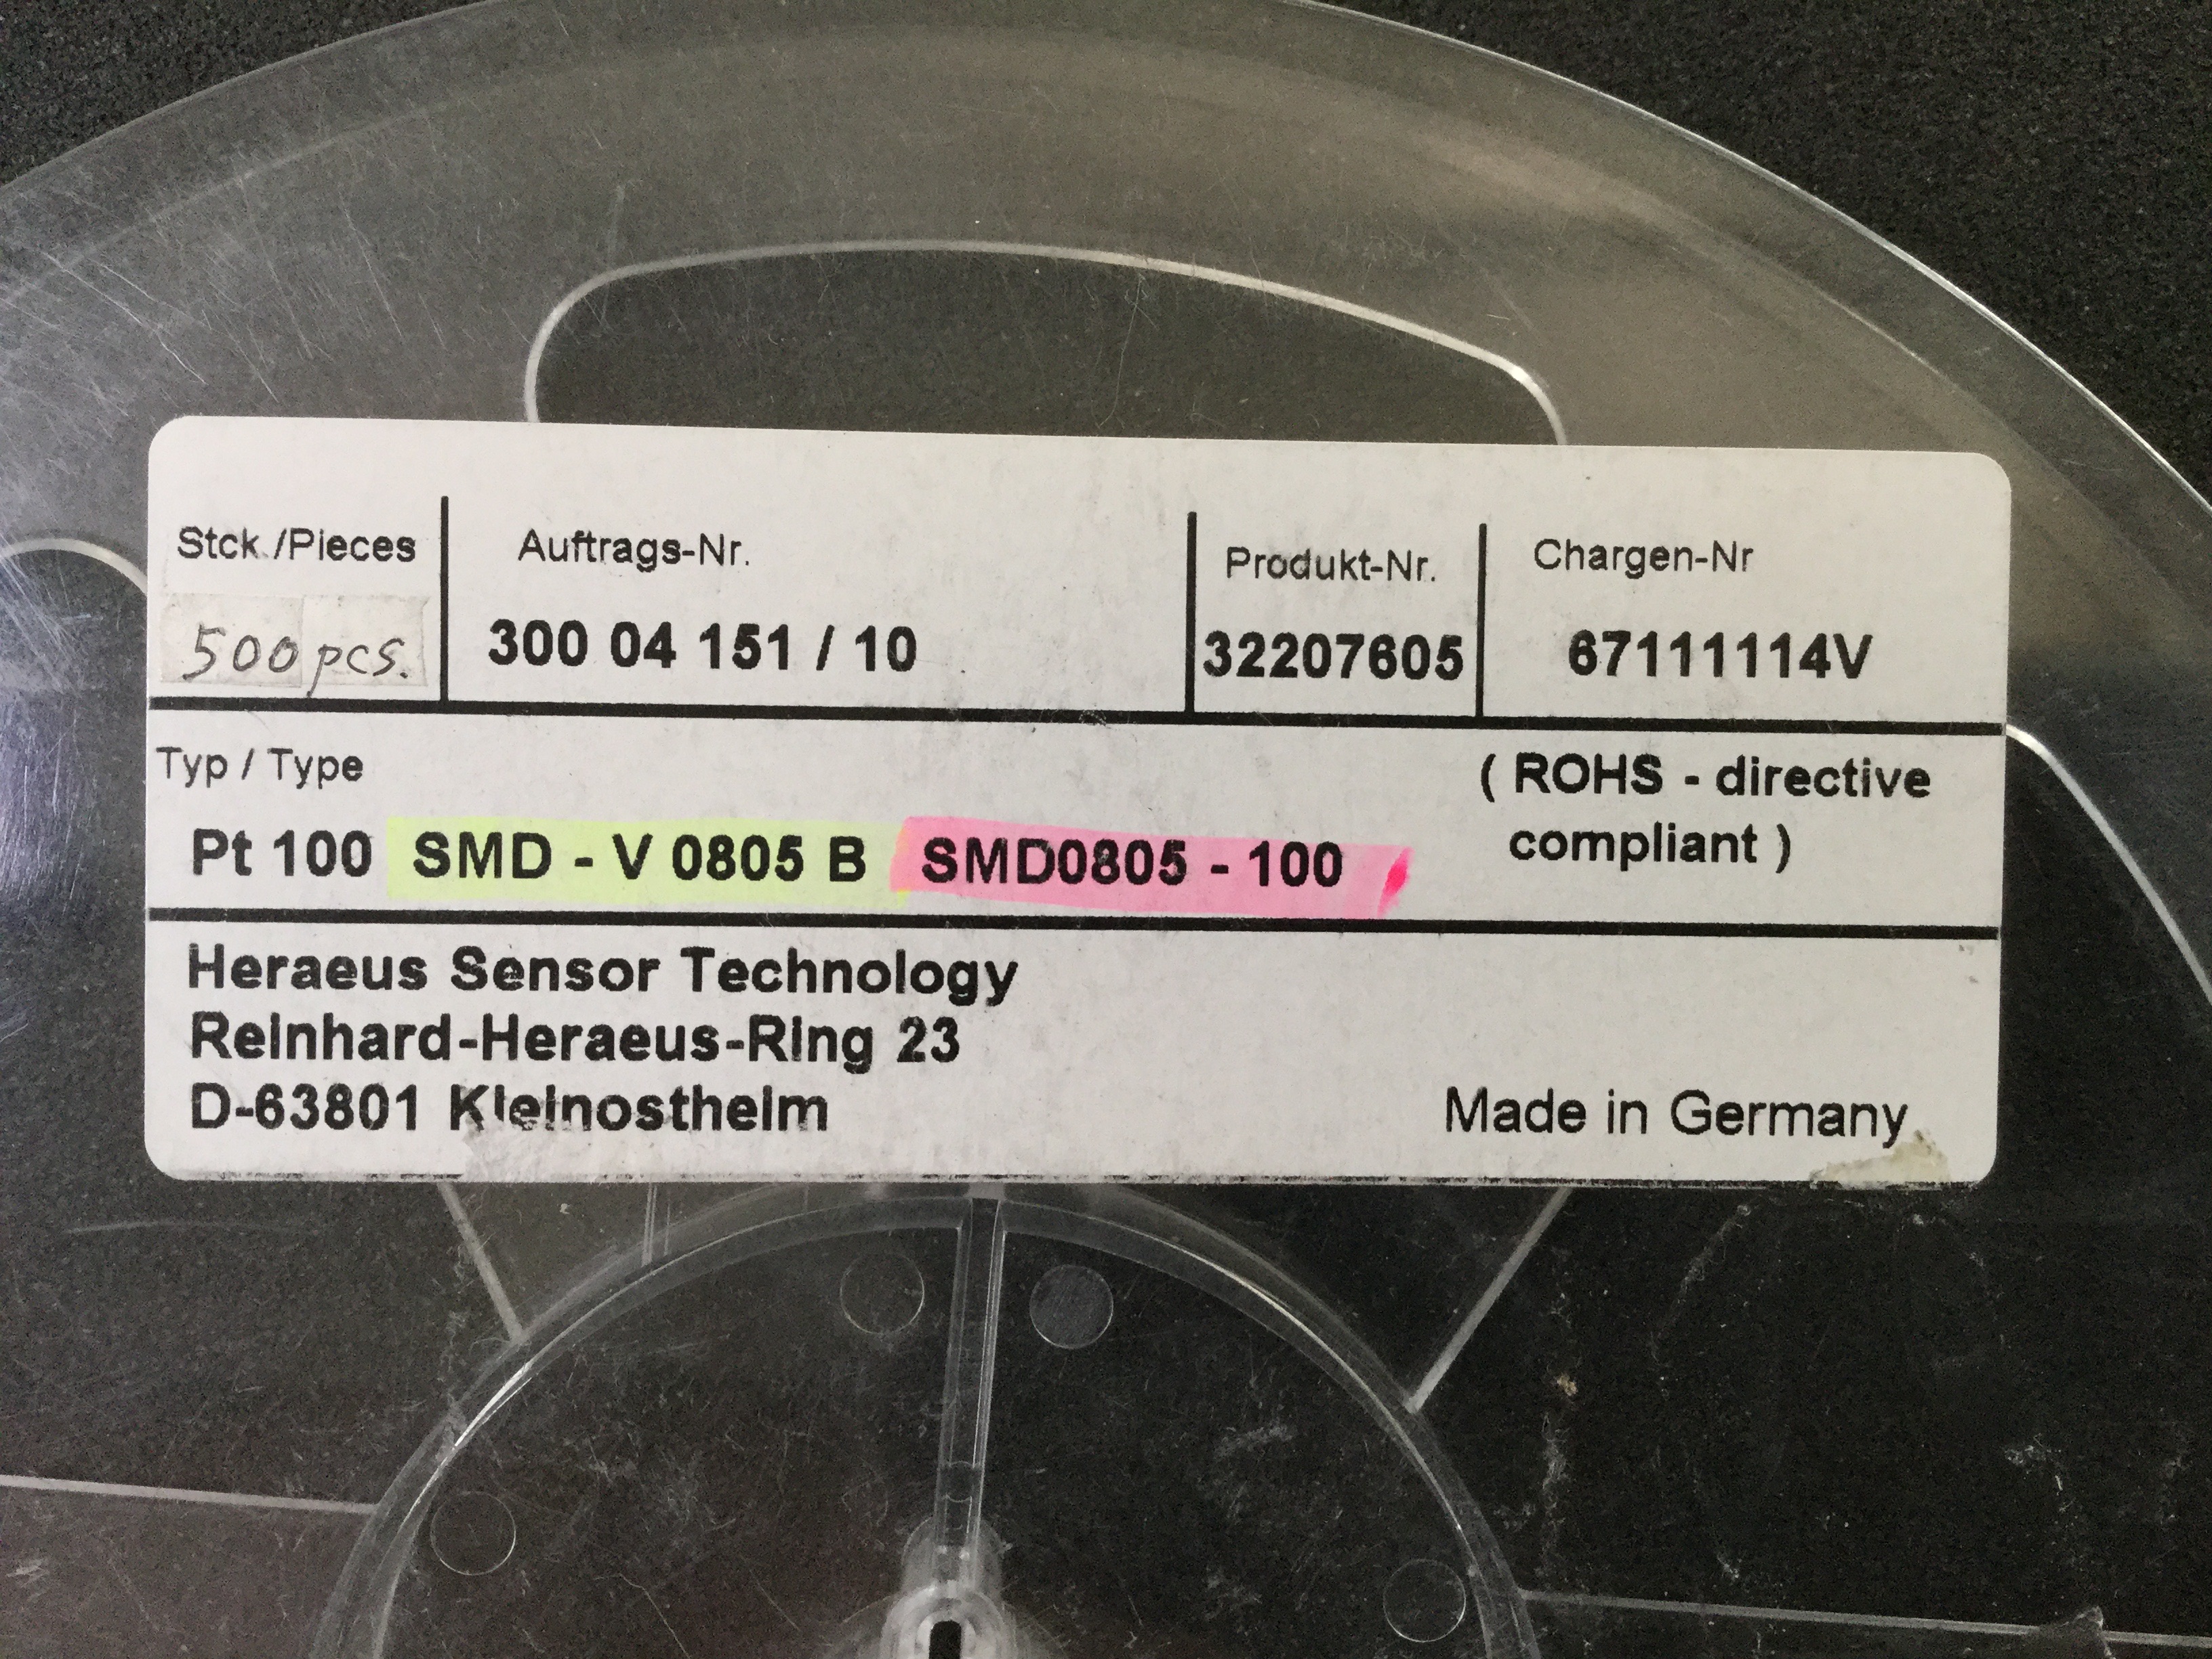 Stck./Pieces
Auftrags-Nr.
Produkt-Nr.
Chargen-Nr
500 pcs.
300 04 151 / 10
32207605
67111114V
Typ / Type
( ROHS - directive
compliant )
Pt 100 SMD - V 0805 B SMD0805 - 100
Heraeus Sensor Technology
Reinhard-Heraeus-Ring 23
D-63801 Kleinostheim
Made in Germany